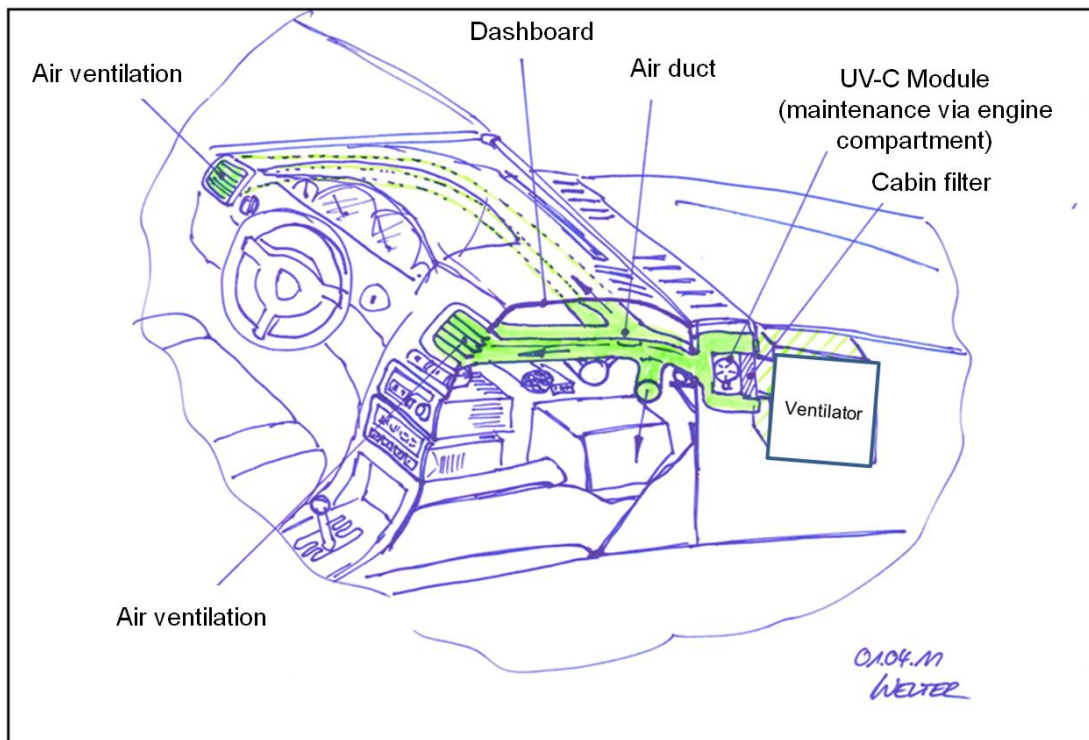 Dashboard
Air ventilation
Air duct
UV-C Module
(maintenance via engine
compartment)
Cabin filter
Ventilator
Air ventilation
01.04.11
WELTER